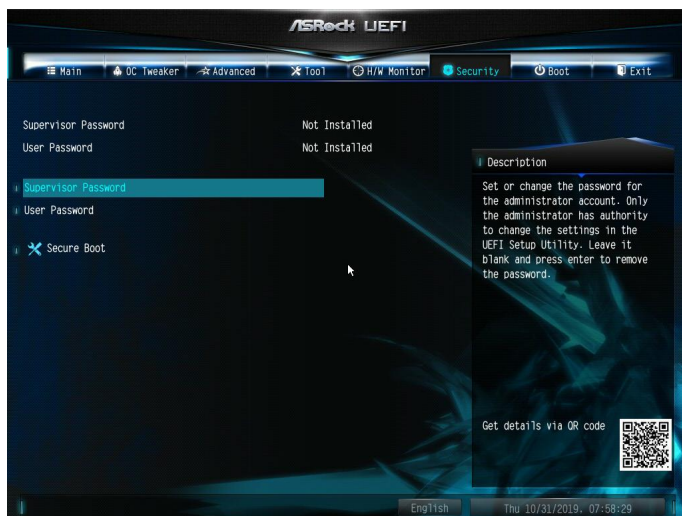 ASRock UEFI
Main OC Tweaker Advanced Tool H/W Monitor Security Boot Exit
Supervisor Password Not Installed
User Password Not Installed
Supervisor Password
User Password
Secure Boot
Description
Set or change the password for
the administrator account. Only
the administrator has authority
to change the settings in the
UEFI Setup Utility. Leave it
blank and press enter to remove
the password.
Get details via QR code
English Thu 10/31/2019. 07:58:29